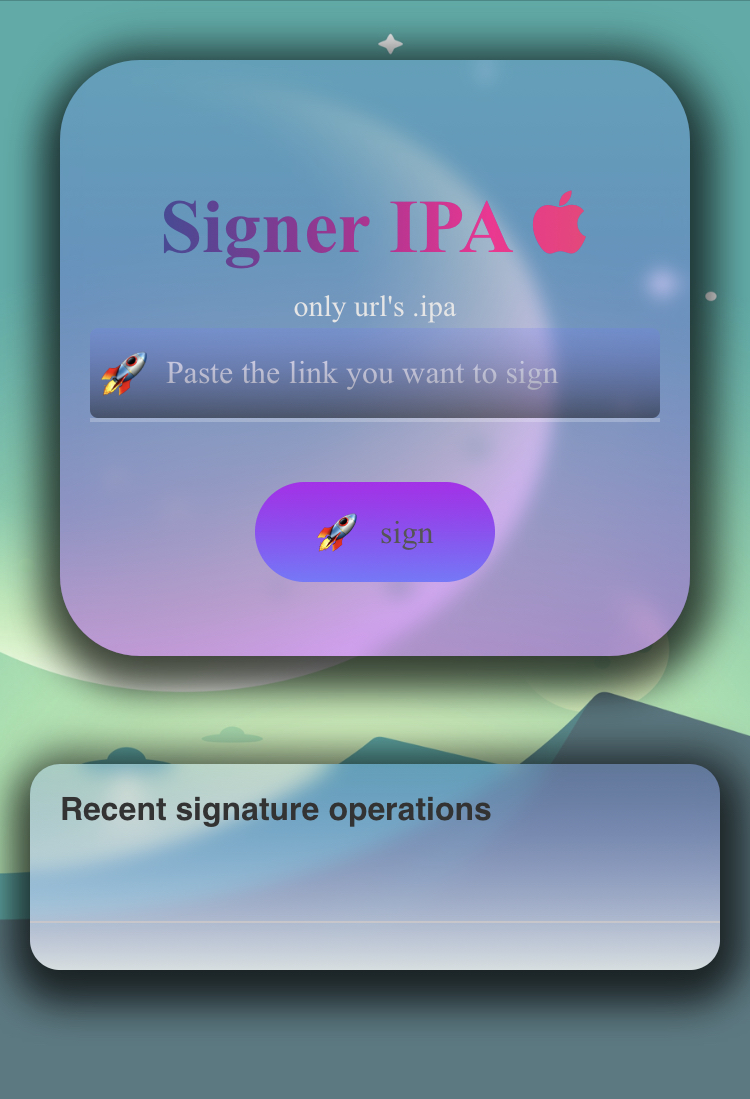 Signer IPA
only url's .ipa
Paste the link you want to sign
sign
Recent signature operations